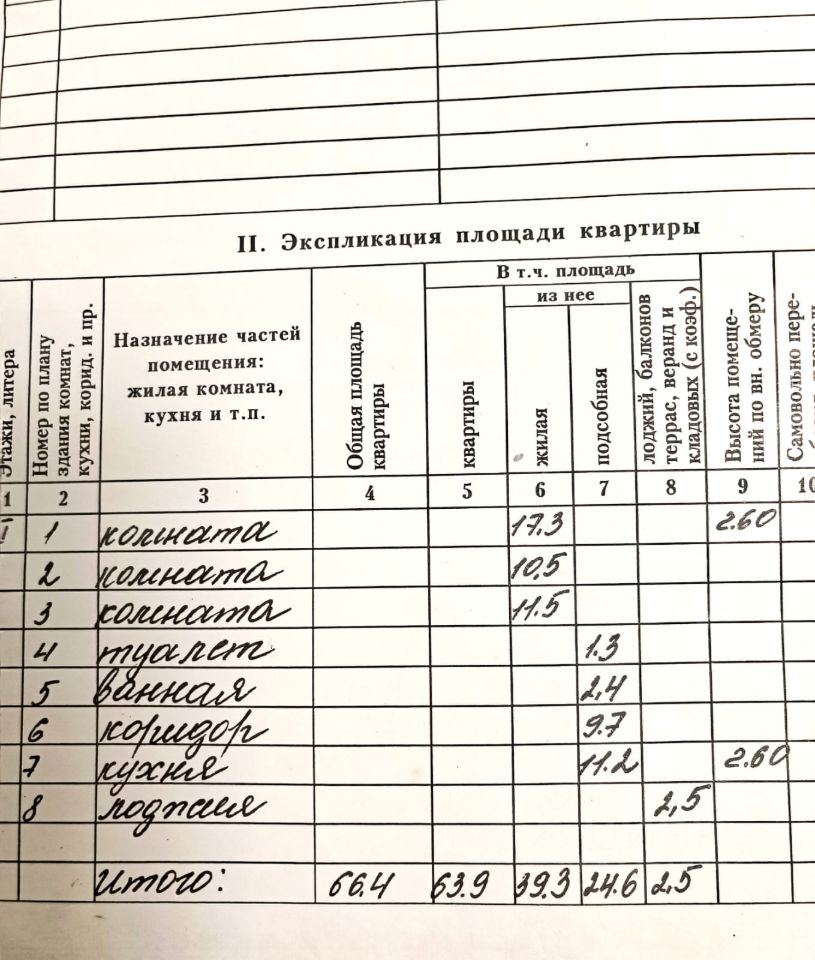 II. Экспликация площади квартиры
Этажи, литера
Номер по плану здания комнат, кухни, корид. и пр.
Назначение частей
помещения:
жилая комната,
кухня и т.п.
Общая площадь квартиры
В т.ч. площадь
квартиры
из нее
жилая
подсобная
лоджий, балконов террас, веранд и кладовых (с коэф.)
Высота помеще-ний по вн. обмеру
Самовольно пере-
1 2 3 4 5 6 7 8 9 10
1 комната 17.3 2.60
2 комната 10.5
3 комната 11.5
4 туалет 1.3
5 ванная 2,4
6 коридор 9.7
7 кухня 11.2 2.60
8 лоджия 2,5
Итого: 66.4 63.9 39.3 24.6 2,5